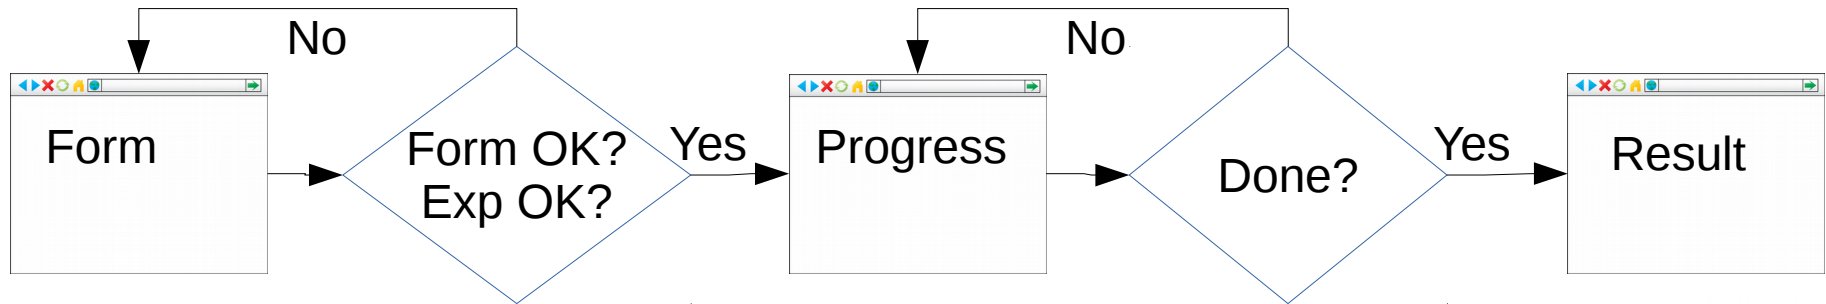 No
No
Form
Form OK?
Exp OK?
Yes
Progress
Done?
Yes
Result